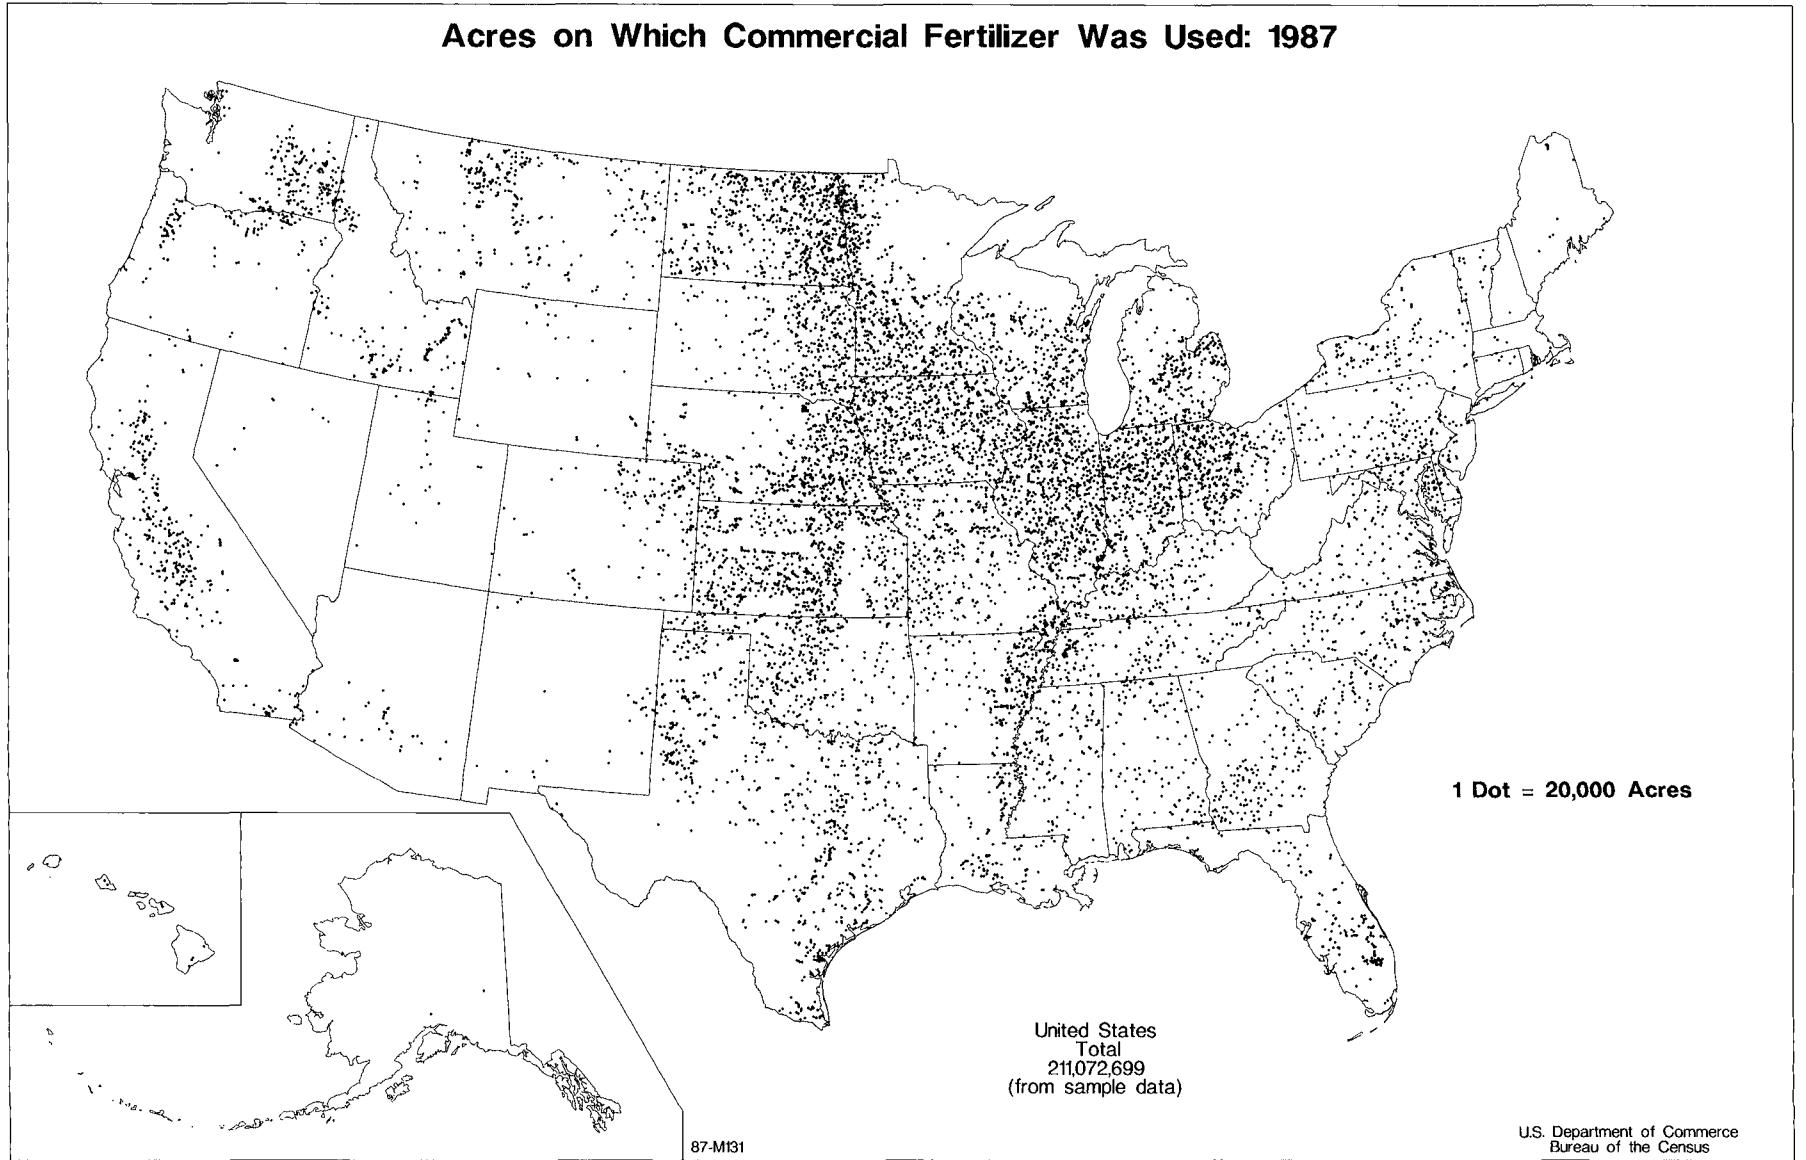 Acres on Which Commercial Fertilizer Was Used: 1987
1 Dot = 20,000 Acres
United States
Total
211,072,699
(from sample data)
87-M131
U.S. Department of Commerce
Bureau of the Census